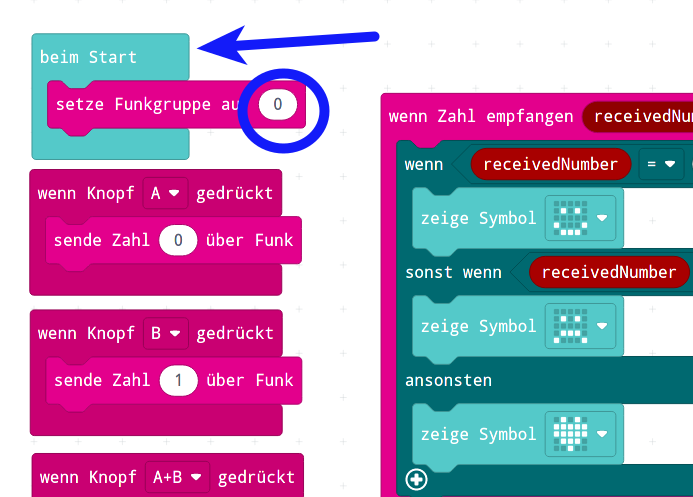 beim Start
setze Funkgruppe au 0
wenn Knopf A gedrückt
sende Zahl 0 über Funk
wenn Knopf B gedrückt
sende Zahl 1 über Funk
wenn Knopf A+B gedrückt
wenn Zahl empfangen receivedNu
wenn receivedNumber =
zeige Symbol
sonst wenn receivedNumber
zeige Symbol
ansonsten
zeige Symbol